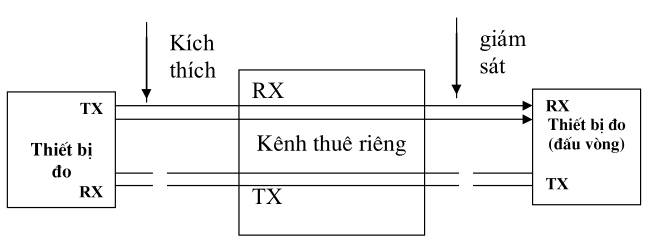 Kích
thích
giám
sát
TX
Thiết bị
đo
RX
RX
Kênh thuê riêng
TX
RX
Thiết bị đo
(đấu vòng)
TX